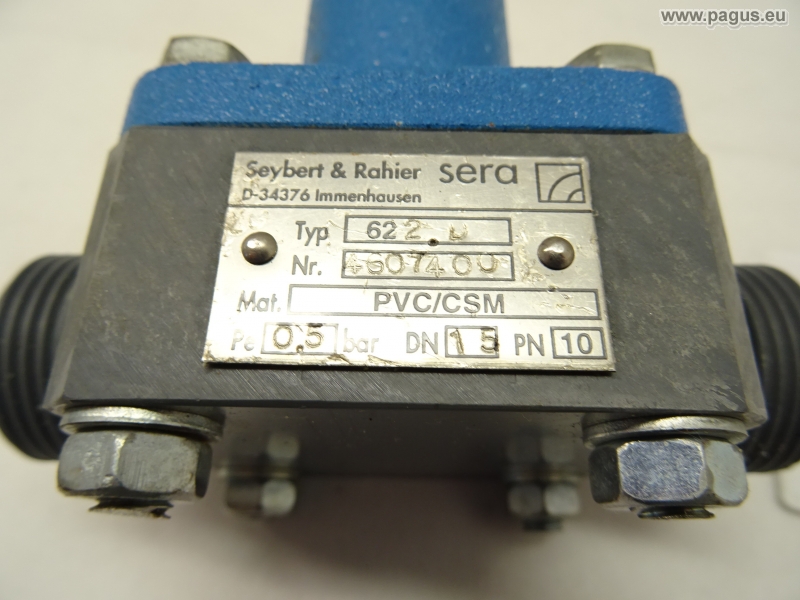 www.pagus.eu
Seybert & Rahier sera
D-34376 Immenhausen
Typ 622.U
Nr. 4607400
Mat. PVC/CSM
Pe 0,5 bar DN 15 PN 10